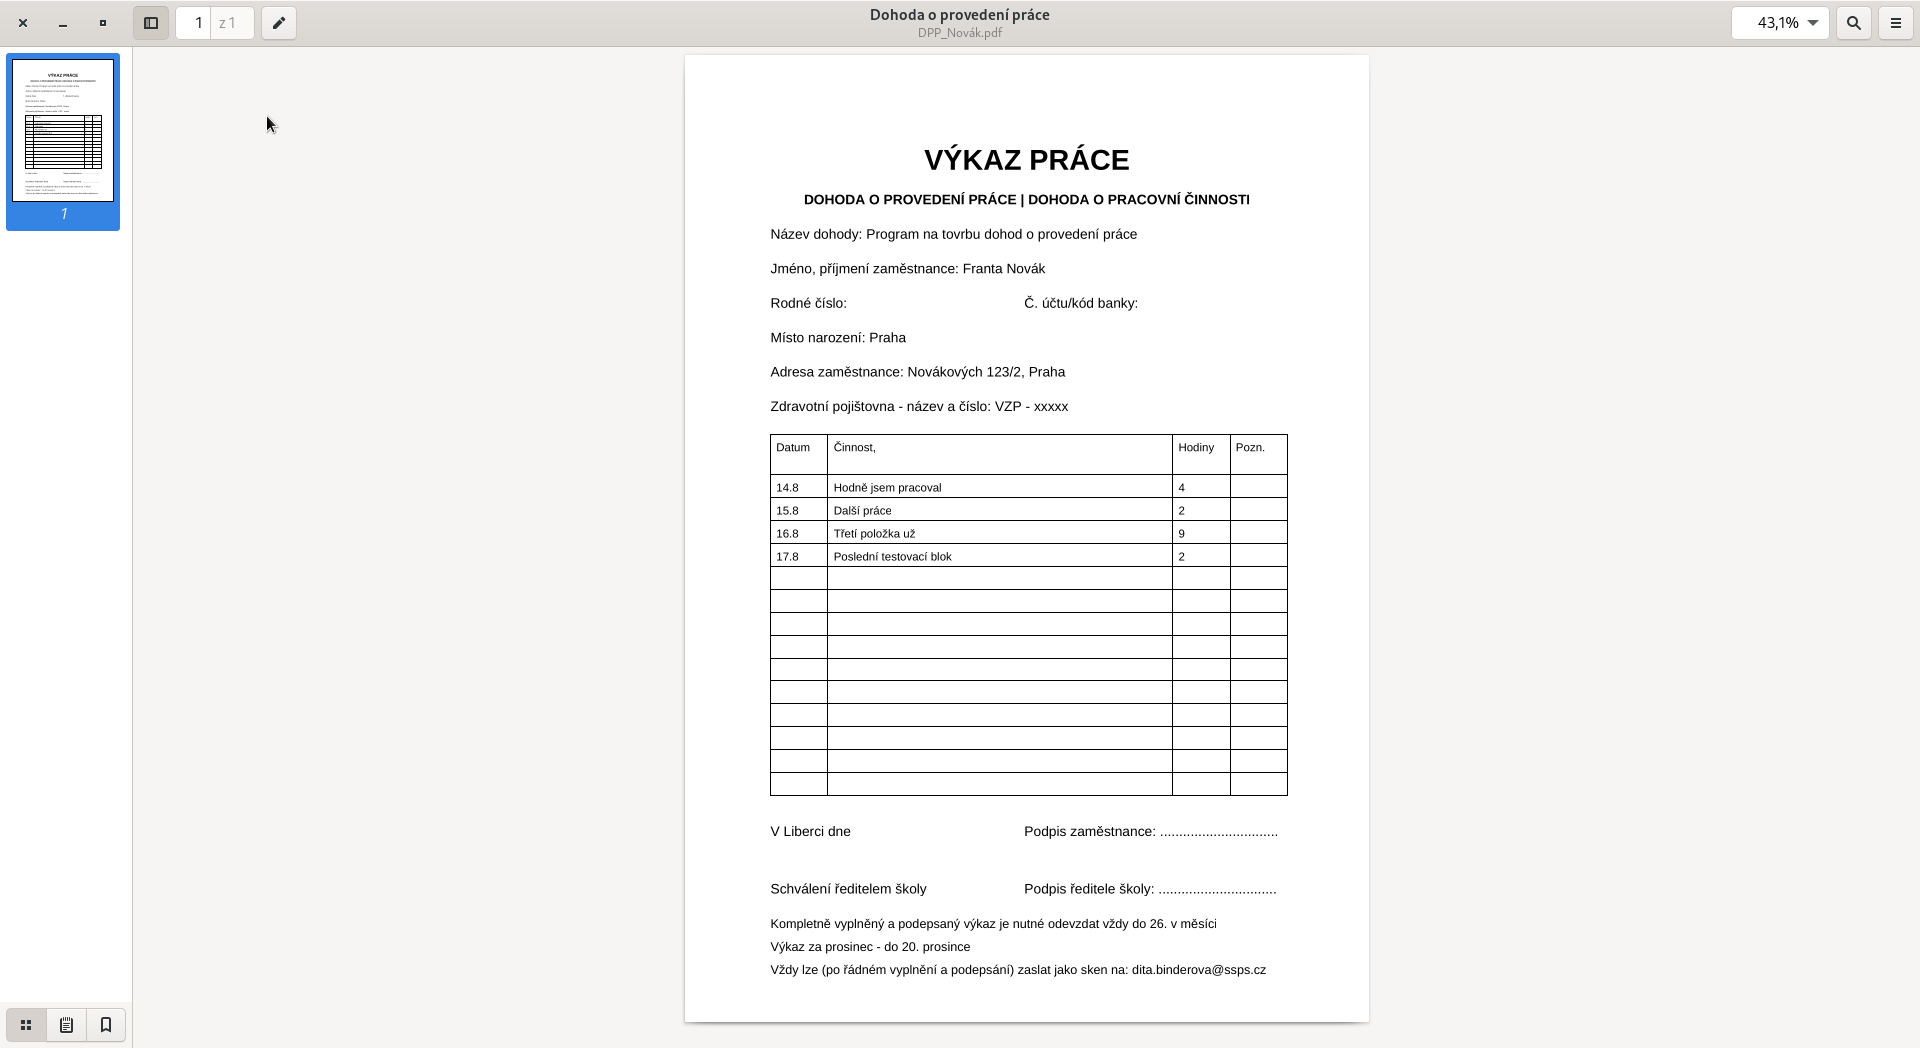 Dohoda o provedení práce
DPP_Novák.pdf
1 z 1
43,1%
1
VÝKAZ PRÁCE
DOHODA O PROVEDENÍ PRÁCE | DOHODA O PRACOVNÍ ČINNOSTI
Název dohody: Program na tovrbu dohod o provedení práce
Jméno, příjmení zaměstnance: Franta Novák
Rodné číslo: Č. účtu/kód banky:
Místo narození: Praha
Adresa zaměstnance: Novákových 123/2, Praha
Zdravotní pojištovna - název a číslo: VZP - xxxxx
Datum Činnost, Hodiny Pozn.
14.8 Hodně jsem pracoval 4
15.8 Další práce 2
16.8 Třetí položka už 9
17.8 Poslední testovací blok 2
V Liberci dne Podpis zaměstnance: ...............................
Schválení ředitelem školy Podpis ředitele školy: ...............................
Kompletně vyplněný a podepsaný výkaz je nutné odevzdat vždy do 26. v měsíci
Výkaz za prosinec - do 20. prosince
Vždy lze (po řádném vyplnění a podepsání) zaslat jako sken na: dita.binderova@ssps.cz